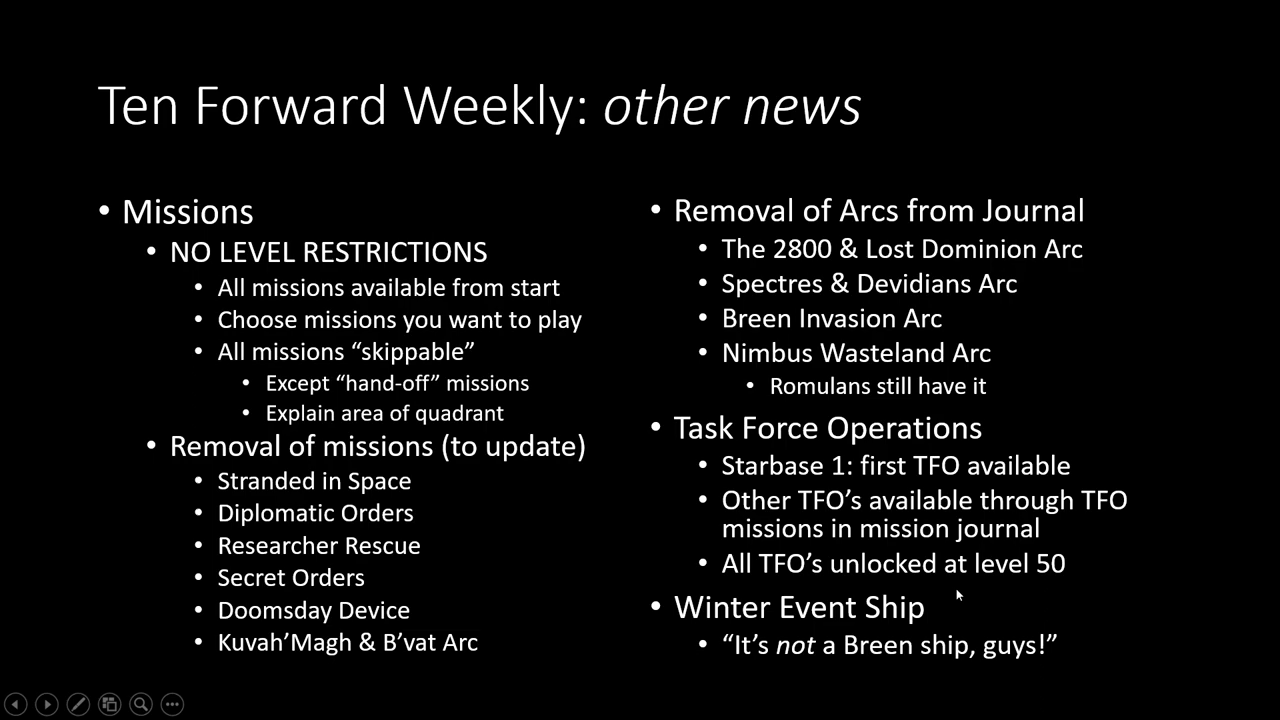 Ten Forward Weekly: other news
• Missions
• NO LEVEL RESTRICTIONS
• All missions available from start
• Choose missions you want to play
• All missions “skippable”
• Except “hand-off” missions
• Explain area of quadrant
• Removal of missions (to update)
• Stranded in Space
• Diplomatic Orders
• Researcher Rescue
• Secret Orders
• Doomsday Device
• Kuvah’Magh & B’vat Arc
• Removal of Arcs from Journal
• The 2800 & Lost Dominion Arc
• Spectres & Devidians Arc
• Breen Invasion Arc
• Nimbus Wasteland Arc
• Romulans still have it
• Task Force Operations
• Starbase 1: first TFO available
• Other TFO’s available through TFO
missions in mission journal
• All TFO’s unlocked at level 50
• Winter Event Ship
• “It’s not a Breen ship, guys!”